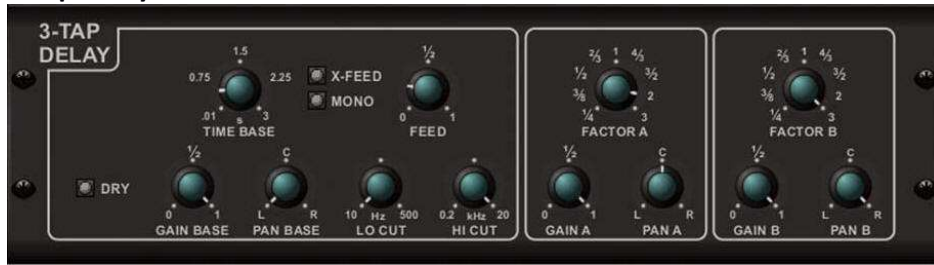 3-TAP
DELAY
1.5
0.75 2.25
.01 s 3
TIME BASE
X-FEED
MONO
½
0 1
FEED
DRY
½
0 1
GAIN BASE
C
L R
PAN BASE
10 Hz 500
LO CUT
0.2 kHz 20
HI CUT
⅔ 1 4/3
½ 3/2
⅜ 2
¼ 3
FACTOR A
½
0 1
GAIN A
C
L R
PAN A
⅔ 1 4/3
½ 3/2
⅜ 2
¼ 3
FACTOR B
½
0 1
GAIN B
C
L R
PAN B